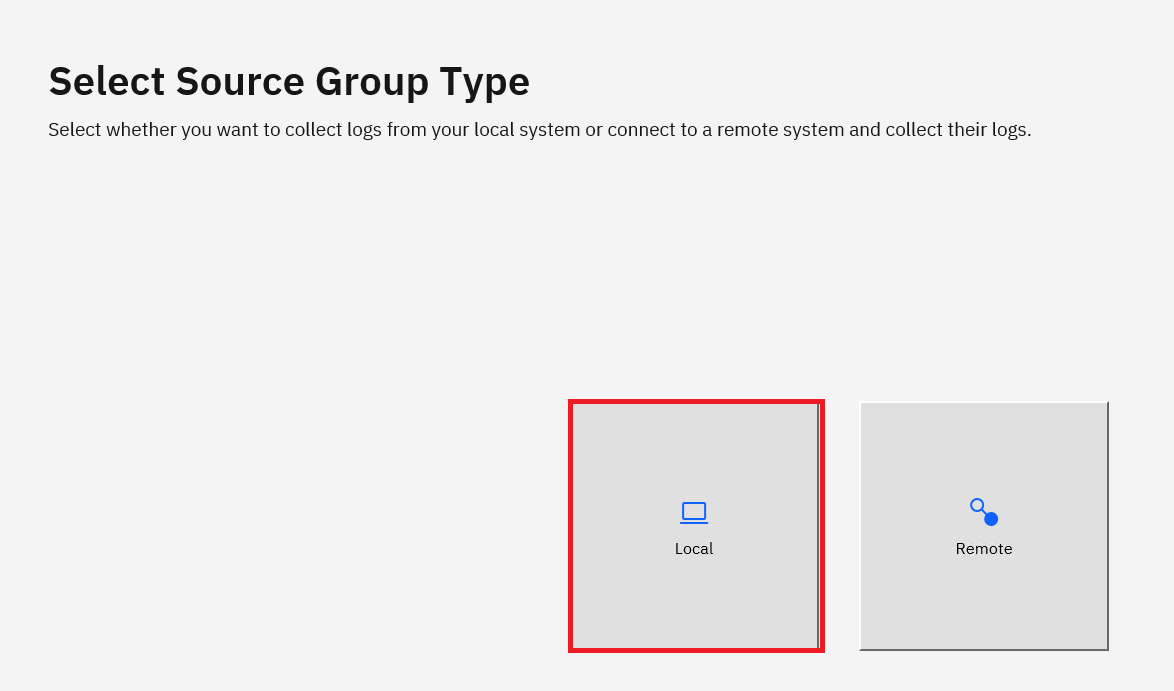 Select Source Group Type
Select whether you want to collect logs from your local system or connect to a remote system and collect their logs.
Local
Remote